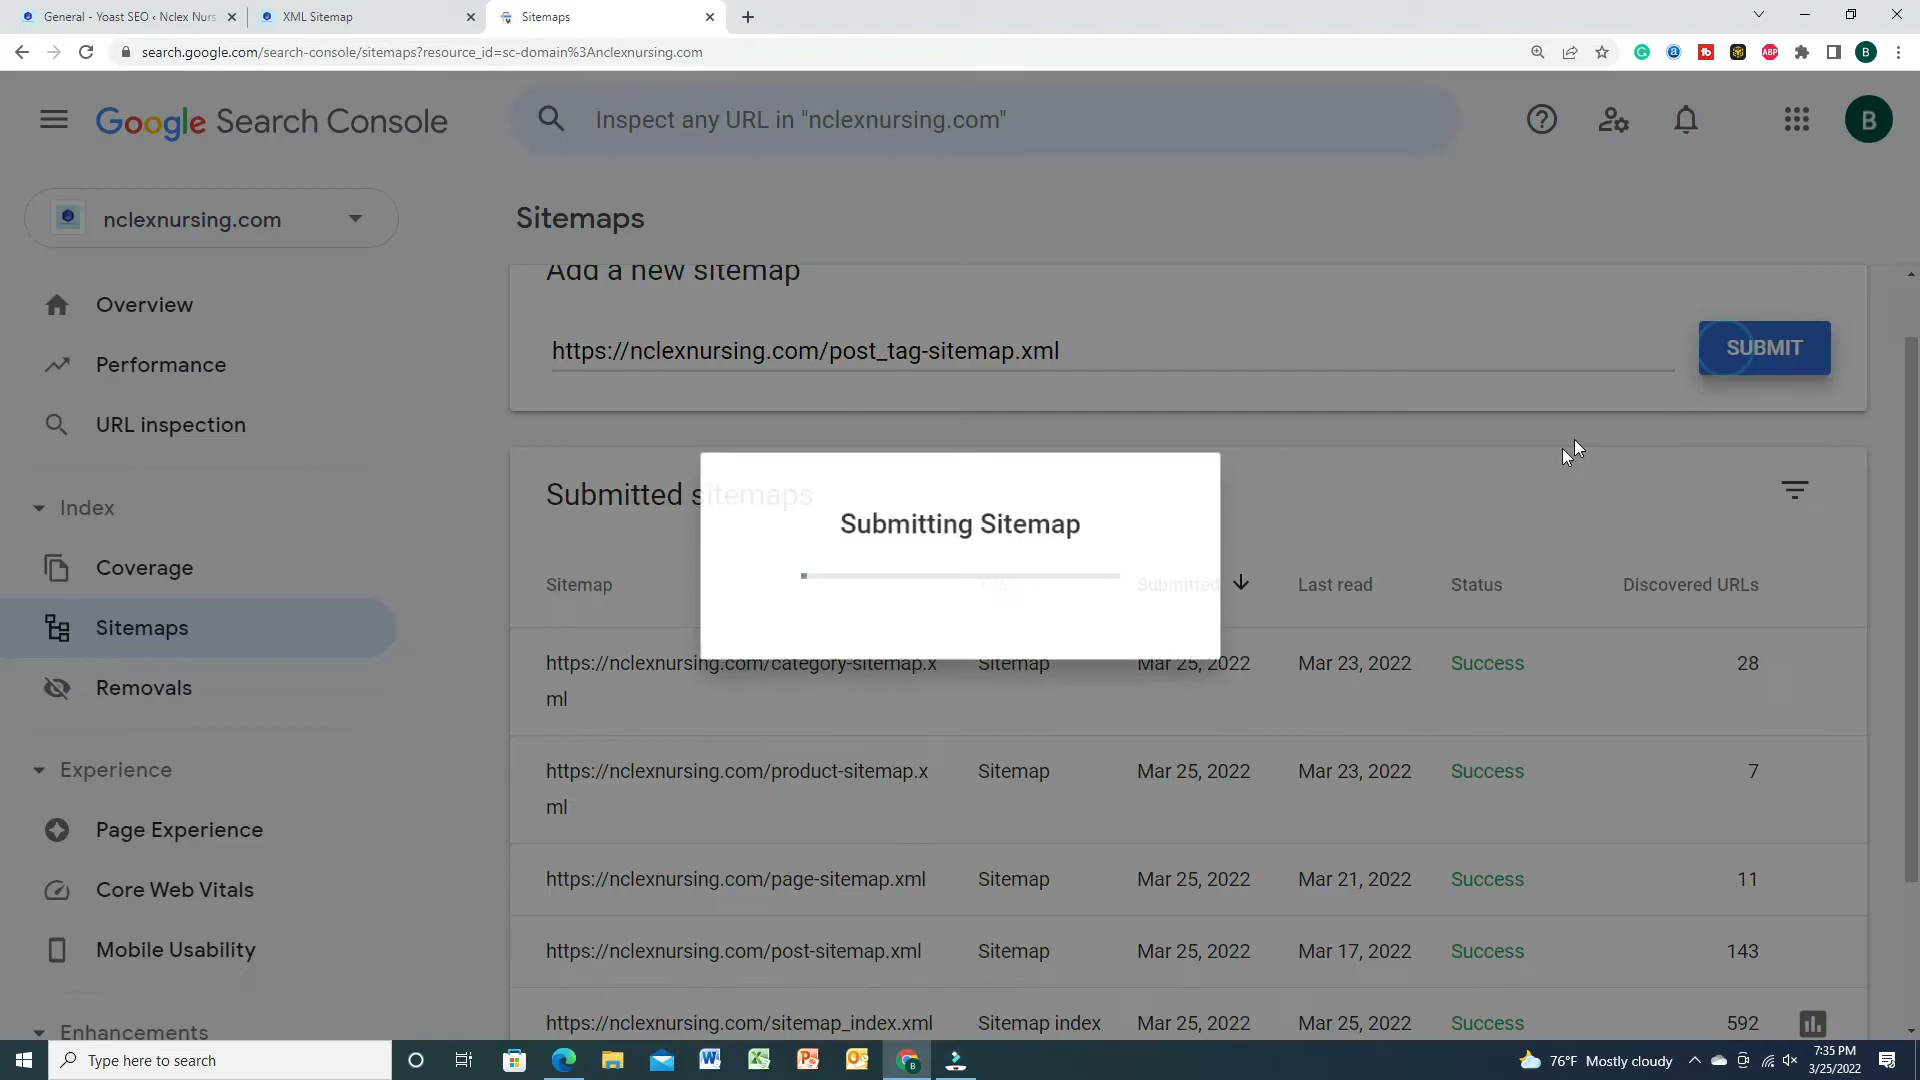 General - Yoast SEO ‹ Nclex Nurs
XML Sitemap
Sitemaps
search.google.com/search-console/sitemaps?resource_id=sc-domain%3Anclexnursing.com
Google Search Console
Inspect any URL in "nclexnursing.com"
B
nclexnursing.com
Sitemaps
Add a new sitemap
https://nclexnursing.com/post_tag-sitemap.xml
SUBMIT
Overview
Performance
URL inspection
Index
Coverage
Sitemaps
Removals
Experience
Page Experience
Core Web Vitals
Mobile Usability
Enhancements
Submitted sitemaps
Submitting Sitemap
Sitemap Type Submitted Last read Status Discovered URLs
https://nclexnursing.com/category-sitemap.x Sitemap Mar 25, 2022 Mar 23, 2022 Success 28
ml
https://nclexnursing.com/product-sitemap.x Sitemap Mar 25, 2022 Mar 23, 2022 Success 7
ml
https://nclexnursing.com/page-sitemap.xml Sitemap Mar 25, 2022 Mar 21, 2022 Success 11
https://nclexnursing.com/post-sitemap.xml Sitemap Mar 25, 2022 Mar 17, 2022 Success 143
https://nclexnursing.com/sitemap_index.xml Sitemap index Mar 25, 2022 Mar 25, 2022 Success 592
Type here to search
76°F Mostly cloudy
7:35 PM
3/25/2022